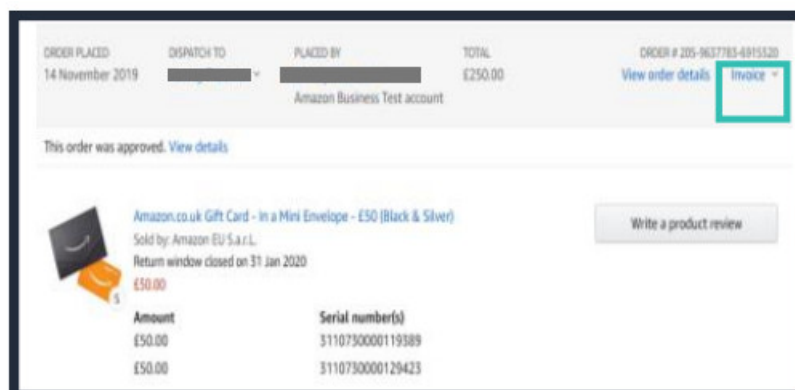 ORDER PLACED DISPATCH TO PLACED BY TOTAL ORDER # 205-9637783-6915520
14 November 2019 £250.00 View order details Invoice
Amazon Business Test account
This order was approved. View details
Amazon.co.uk Gift Card - in a Mini Envelope - £50 (Black & Silver)
Write a product review
Sold by: Amazon EU S.a.r.L.
Return window closed on 31 Jan 2020
£50.00
5
Amount Serial number(s)
£50.00 3110730000119389
£50.00 3110730000129423